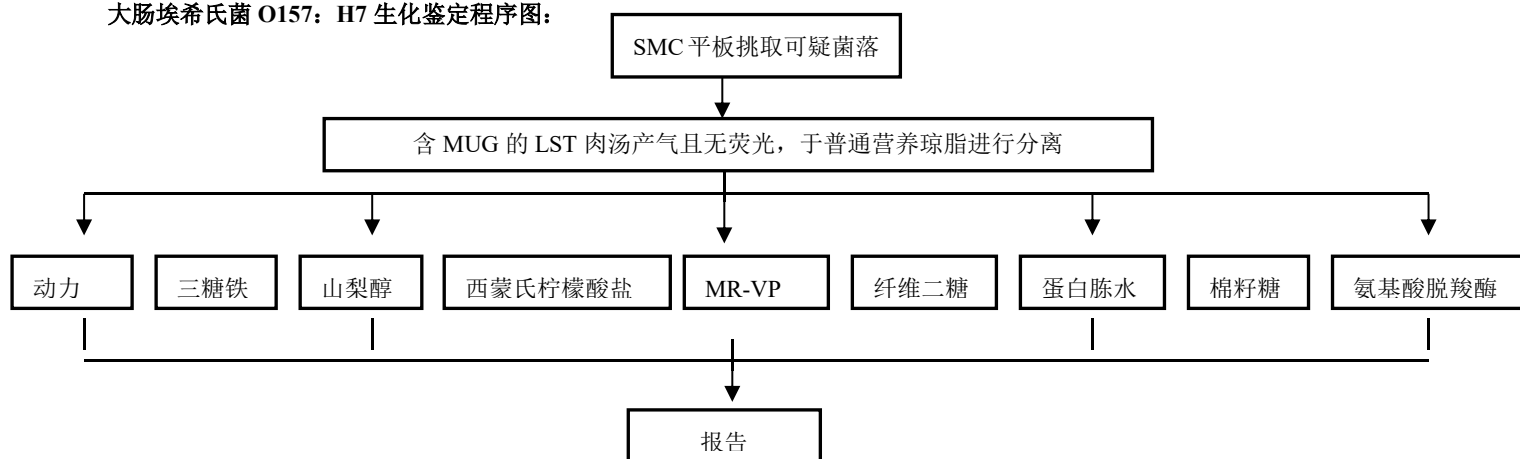 大肠埃希氏菌 O157：H7 生化鉴定程序图：
SMC 平板挑取可疑菌落
含 MUG 的 LST 肉汤产气且无荧光，于普通营养琼脂进行分离
动力
三糖铁
山梨醇
西蒙氏柠檬酸盐
MR-VP
纤维二糖
蛋白胨水
棉籽糖
氨基酸脱羧酶
报告